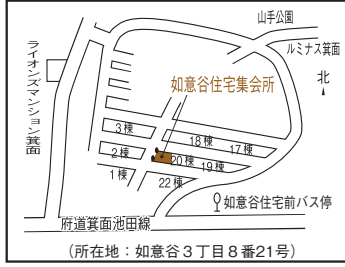 山手公園
ルミナス箕面
北
ライオンズマンション箕面
如意谷住宅集会所
3棟
18棟
17棟
2棟
20棟
19棟
1棟
22棟
如意谷住宅前バス停
府道箕面池田線
(所在地:如意谷3丁目8番21号)